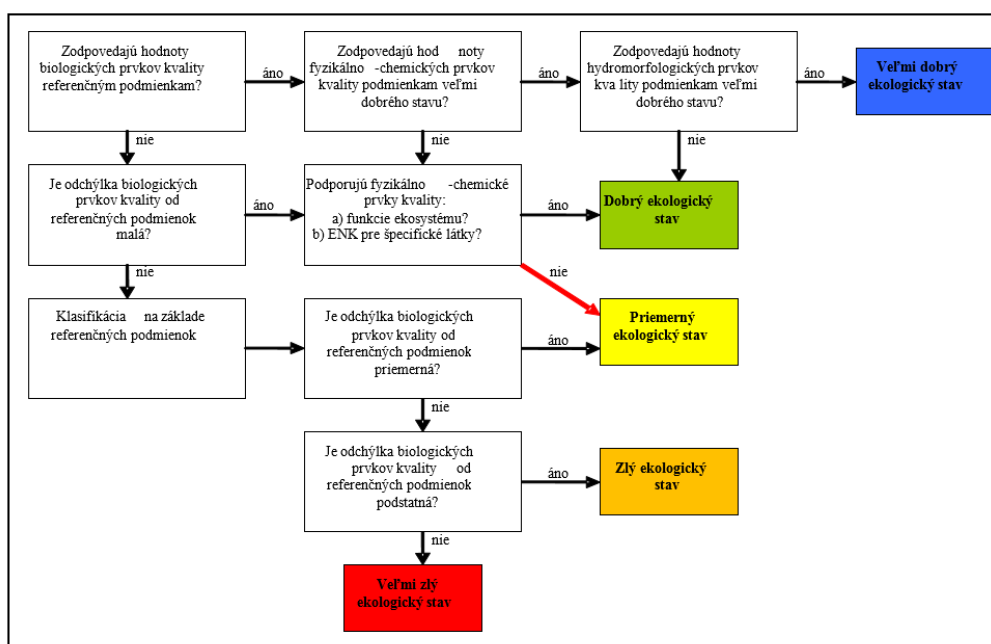 Zodpovedajú hodnoty
biologických prvkov kvality
referenčným podmienkam?
áno
Zodpovedajú hod noty
fyzikálno -chemických prvkov
kvality podmienkam veľmi
dobrého stavu?
áno
Zodpovedajú hodnoty
hydromorfologických prvkov
kva lity podmienkam veľmi
dobrého stavu?
áno
Veľmi dobrý
ekologický stav
nie
nie
nie
Je odchýlka biologických
prvkov kvality od
referenčných podmienok
malá?
áno
Podporujú fyzikálno -chemické
prvky kvality:
a) funkcie ekosystému?
b) ENK pre špecifické látky?
áno
Dobrý ekologický
stav
nie
nie
Klasifikácia na základe
referenčných podmienok
Je odchýlka biologických
prvkov kvality od
referenčných podmienok
priemerná?
áno
Priemerný
ekologický stav
nie
Je odchýlka biologických
prvkov kvality od
referenčných podmienok
podstatná?
áno
Zlý ekologický
stav
nie
Veľmi zlý
ekologický stav